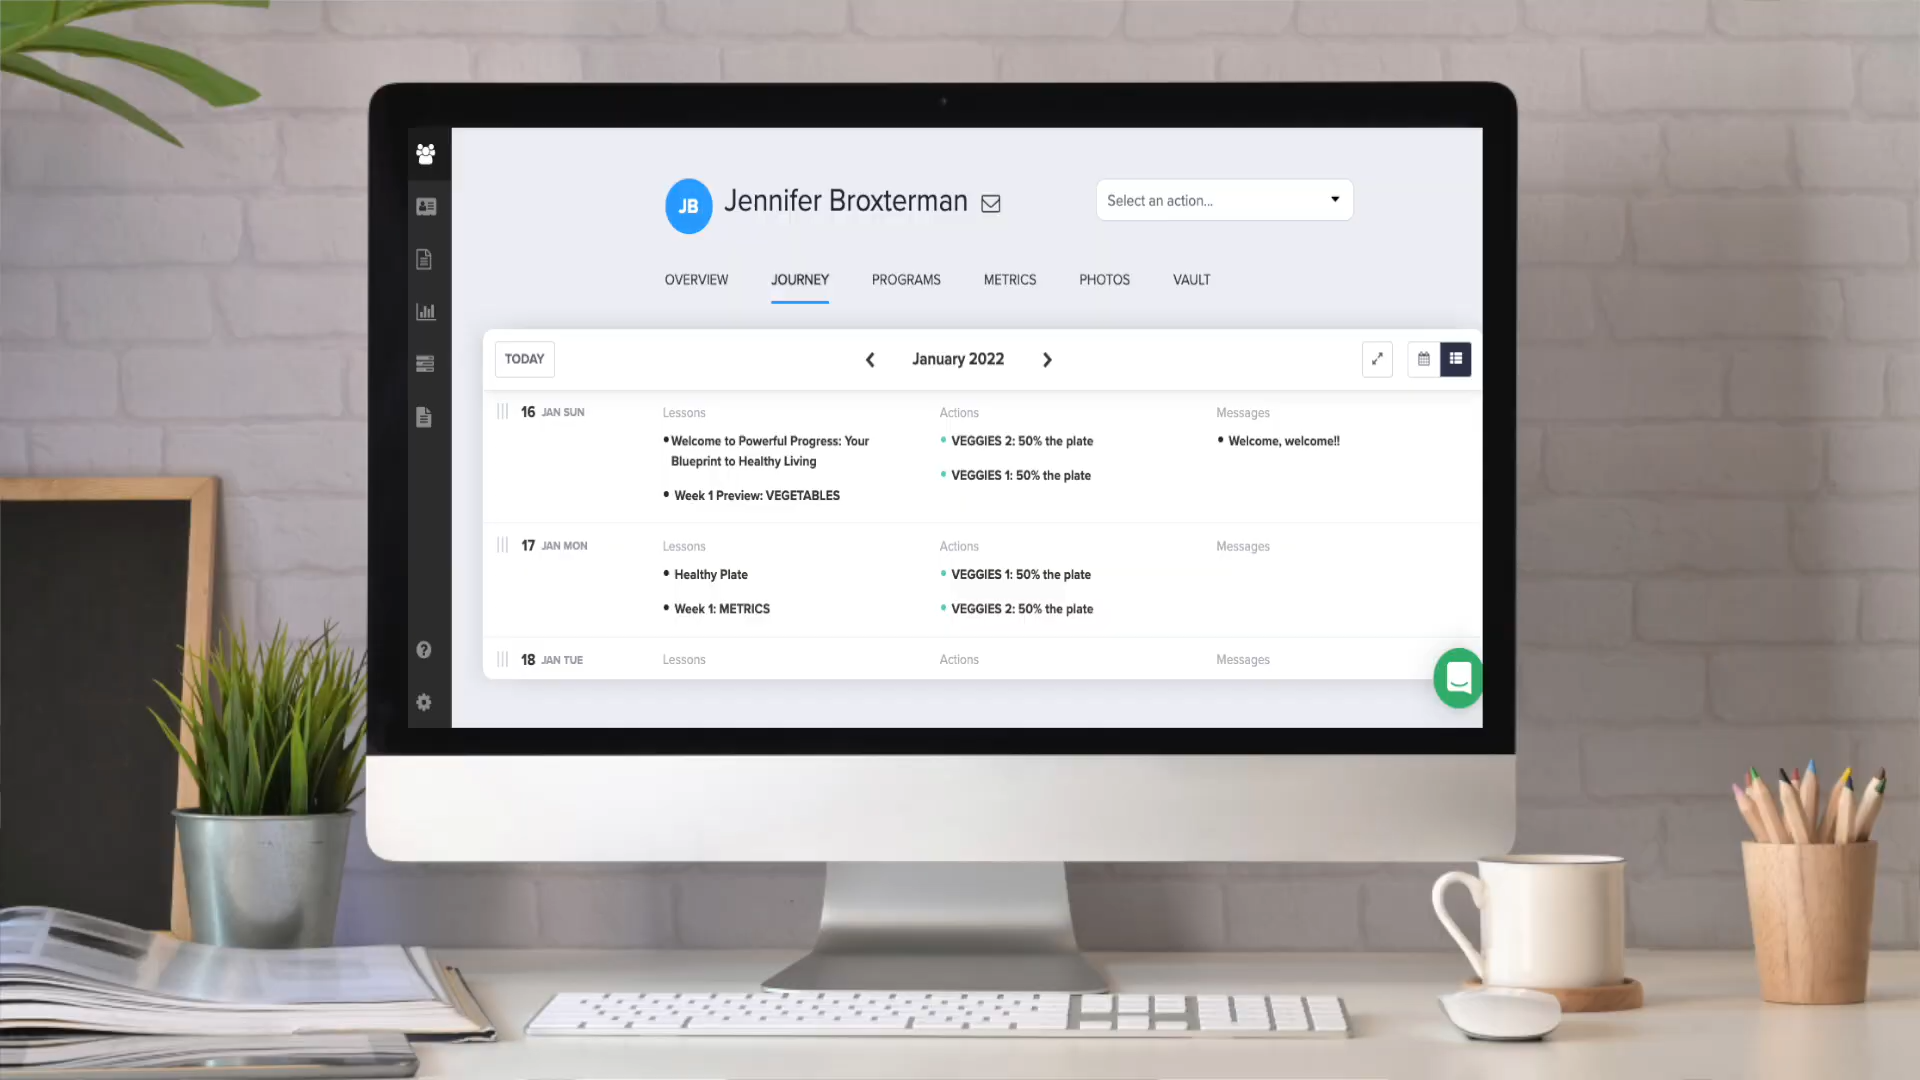 JB
Jennifer Broxterman
Select an action...
OVERVIEW JOURNEY PROGRAMS METRICS PHOTOS VAULT
TODAY
January 2022
16 JAN SUN
Lessons
Actions
Messages
Welcome to Powerful Progress: Your
Blueprint to Healthy Living
Week 1 Preview: VEGETABLES
VEGGIES 2: 50% the plate
VEGGIES 1: 50% the plate
Welcome, welcome!!
17 JAN MON
Lessons
Actions
Messages
Healthy Plate
Week 1: METRICS
VEGGIES 1: 50% the plate
VEGGIES 2: 50% the plate
18 JAN TUE
Lessons
Actions
Messages